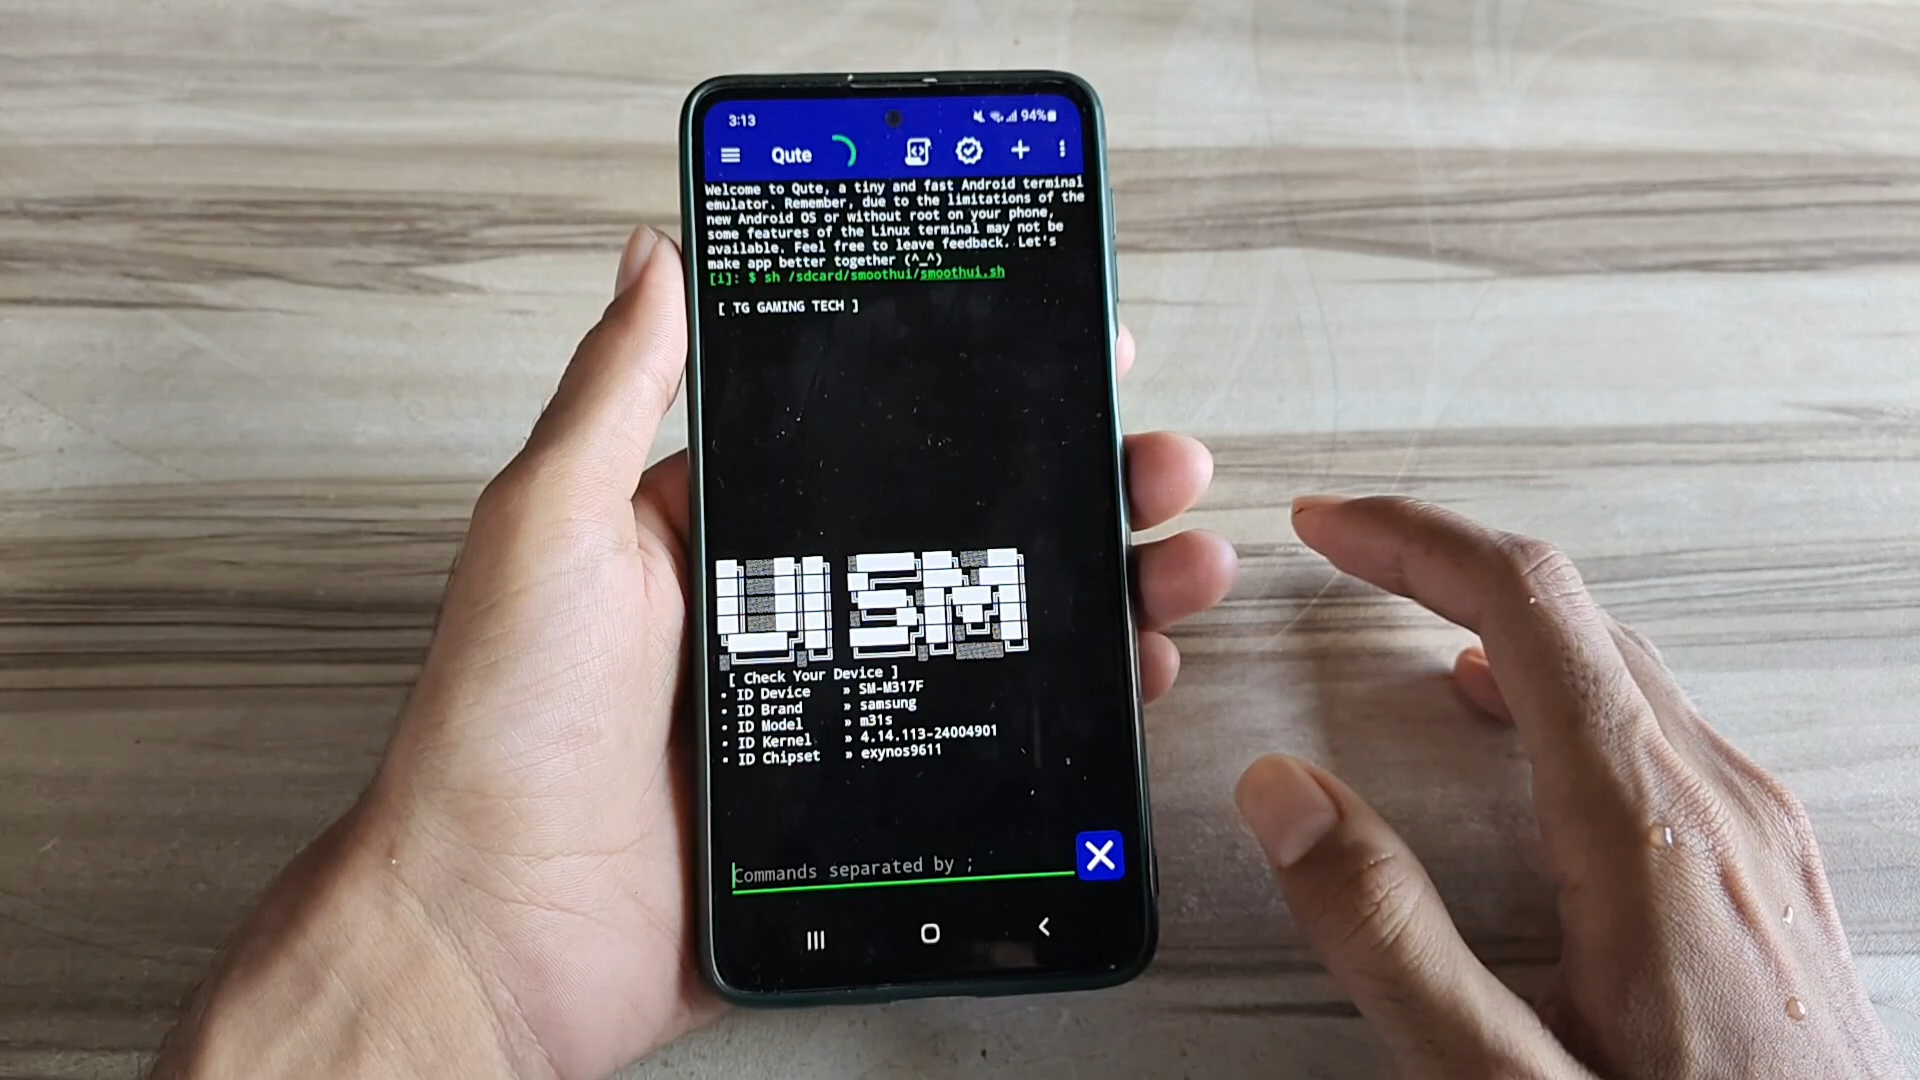 3:13
94%
Qute
Welcome to Qute, a tiny and fast Android terminal
emulator. Remember, due to the limitations of the
new Android OS or without root on your phone,
some features of the Linux terminal may not be
available. Feel free to leave feedback. Let's
make app better together (^_^)
[1]: $ sh /sdcard/smoothui/smoothui.sh
[ TG GAMING TECH ]
UI SM
[ Check Your Device ]
• ID Device » SM-M317F
• ID Brand » samsung
• ID Model » m31s
• ID Kernel » 4.14.113-24004901
• ID Chipset » exynos9611
Commands separated by ;